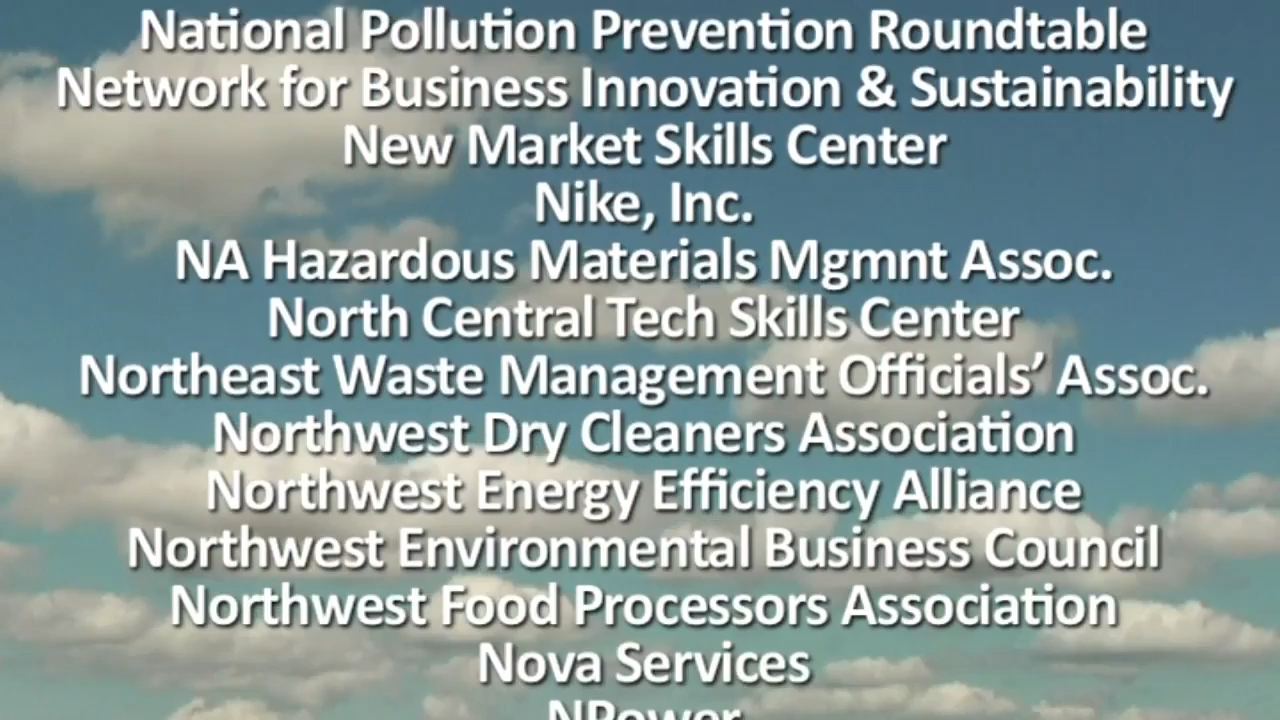 National Pollution Prevention Roundtable
Network for Business Innovation & Sustainability
New Market Skills Center
Nike, Inc.
NA Hazardous Materials Mgmnt Assoc.
North Central Tech Skills Center
Northeast Waste Management Officials’ Assoc.
Northwest Dry Cleaners Association
Northwest Energy Efficiency Alliance
Northwest Environmental Business Council
Northwest Food Processors Association
Nova Services
NPower